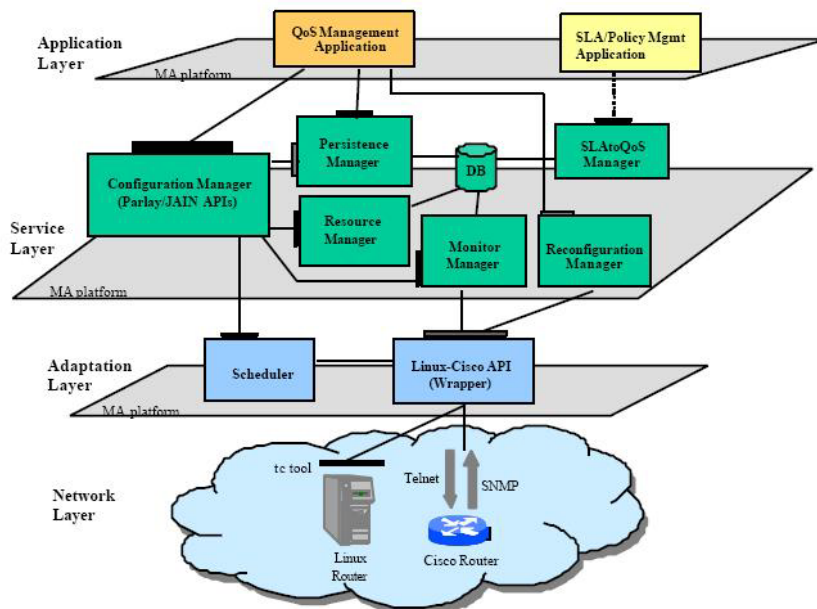 Application
Layer
QoS Management
Application
SLA/Policy Mgmt
Application
MA platform
Persistence
Manager
DB
SLAtoQoS
Manager
Configuration Manager
(Parlay/JAIN APIs)
Service
Layer
Resource
Manager
Monitor
Manager
Reconfiguration
Manager
MA platform
Adaptation
Layer
Scheduler
Linux-Cisco API
(Wrapper)
MA platform
Network
Layer
tc tool
Telnet
SNMP
Linux
Router
Cisco Router